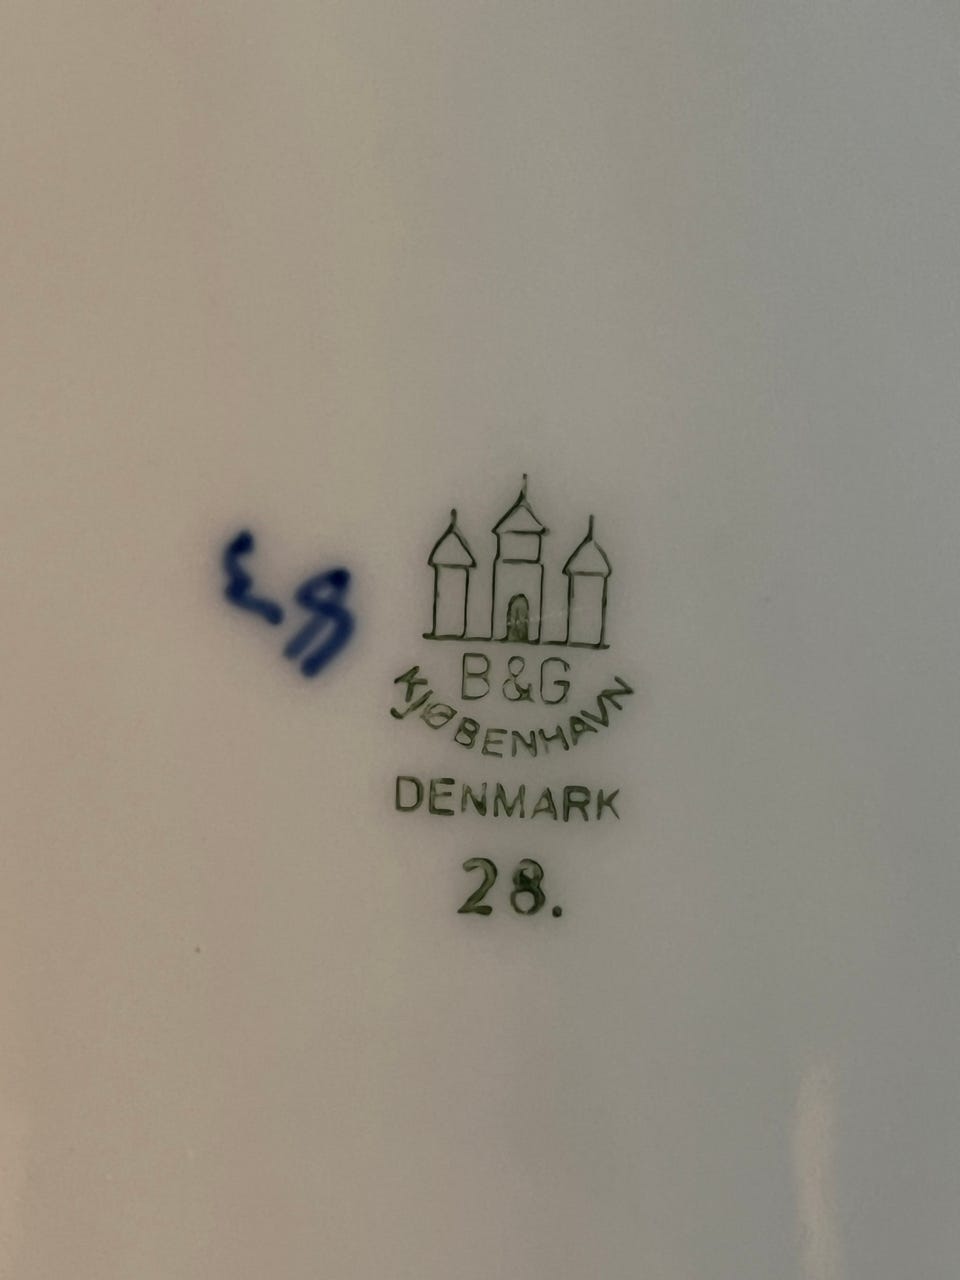 B&G
KJØBENHAVN
DENMARK
28.